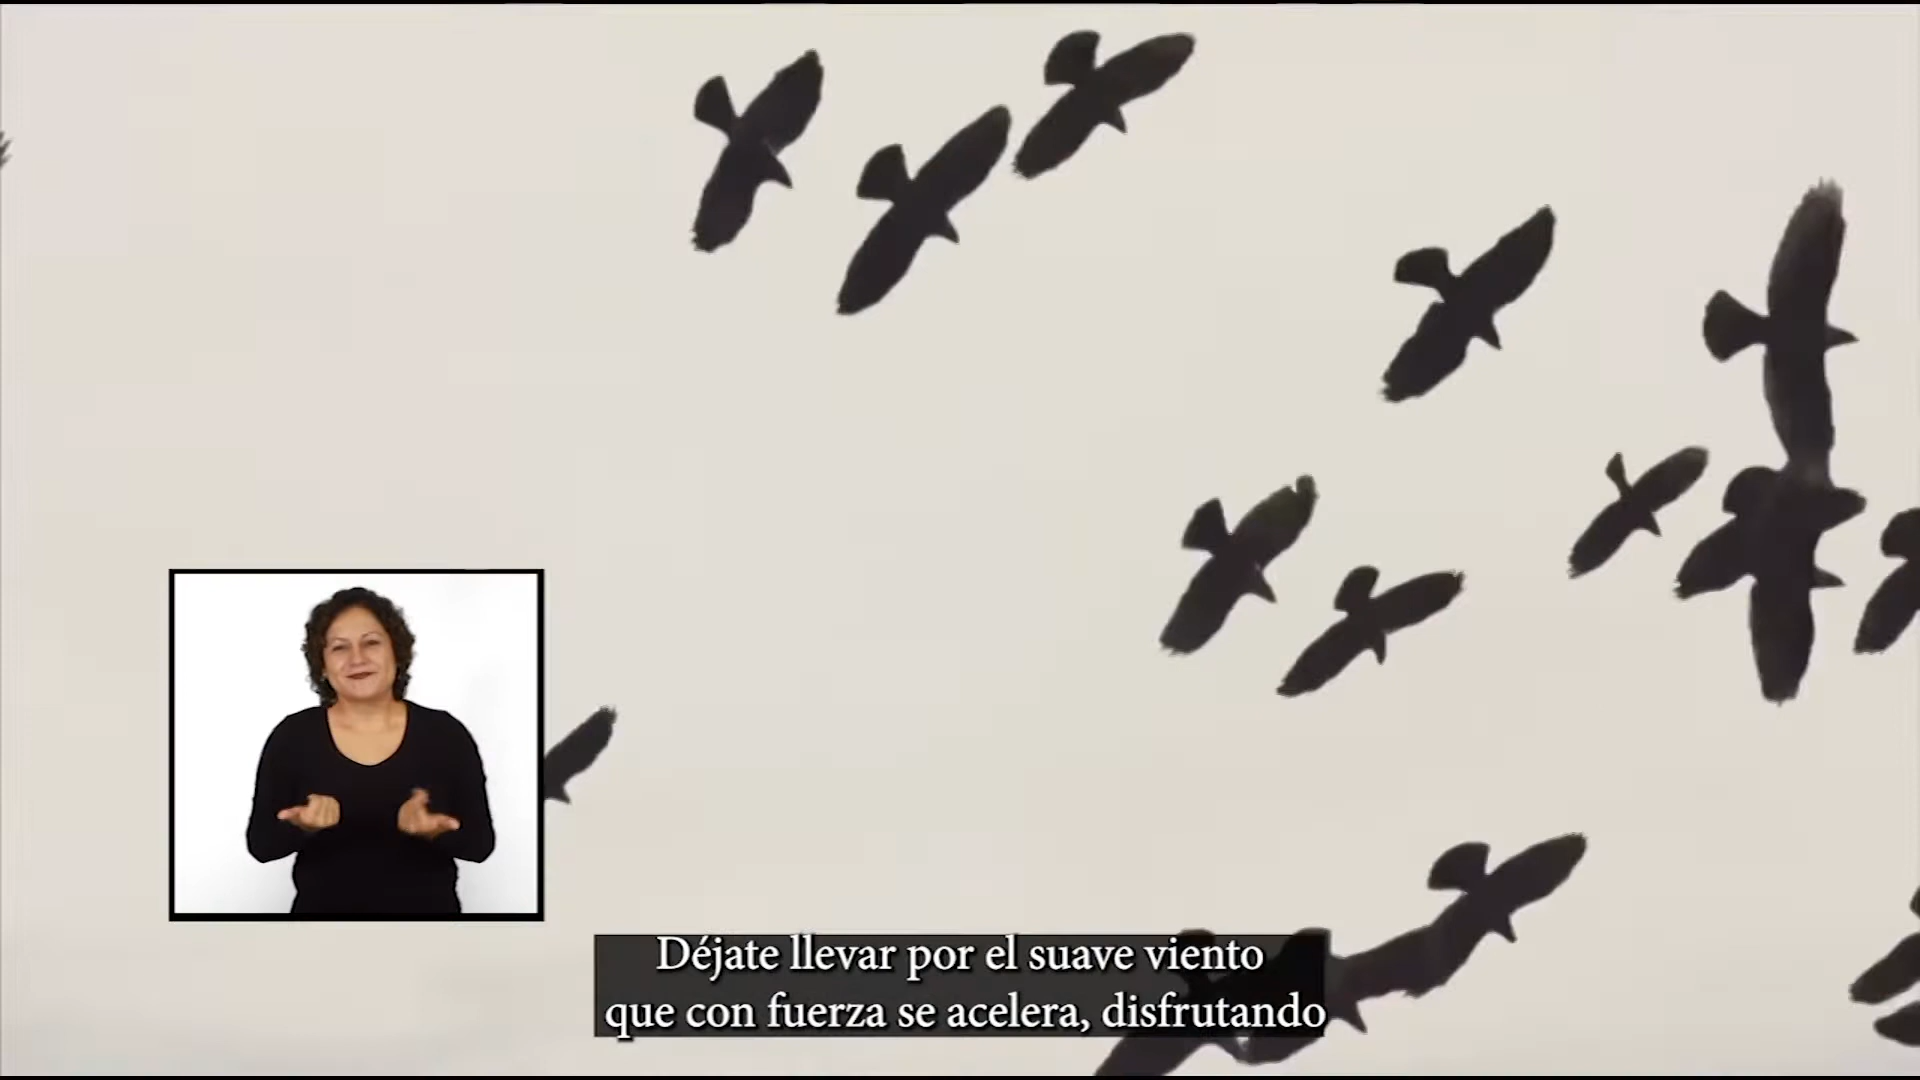 Déjate llevar por el suave viento
que con fuerza se acelera, disfrutando